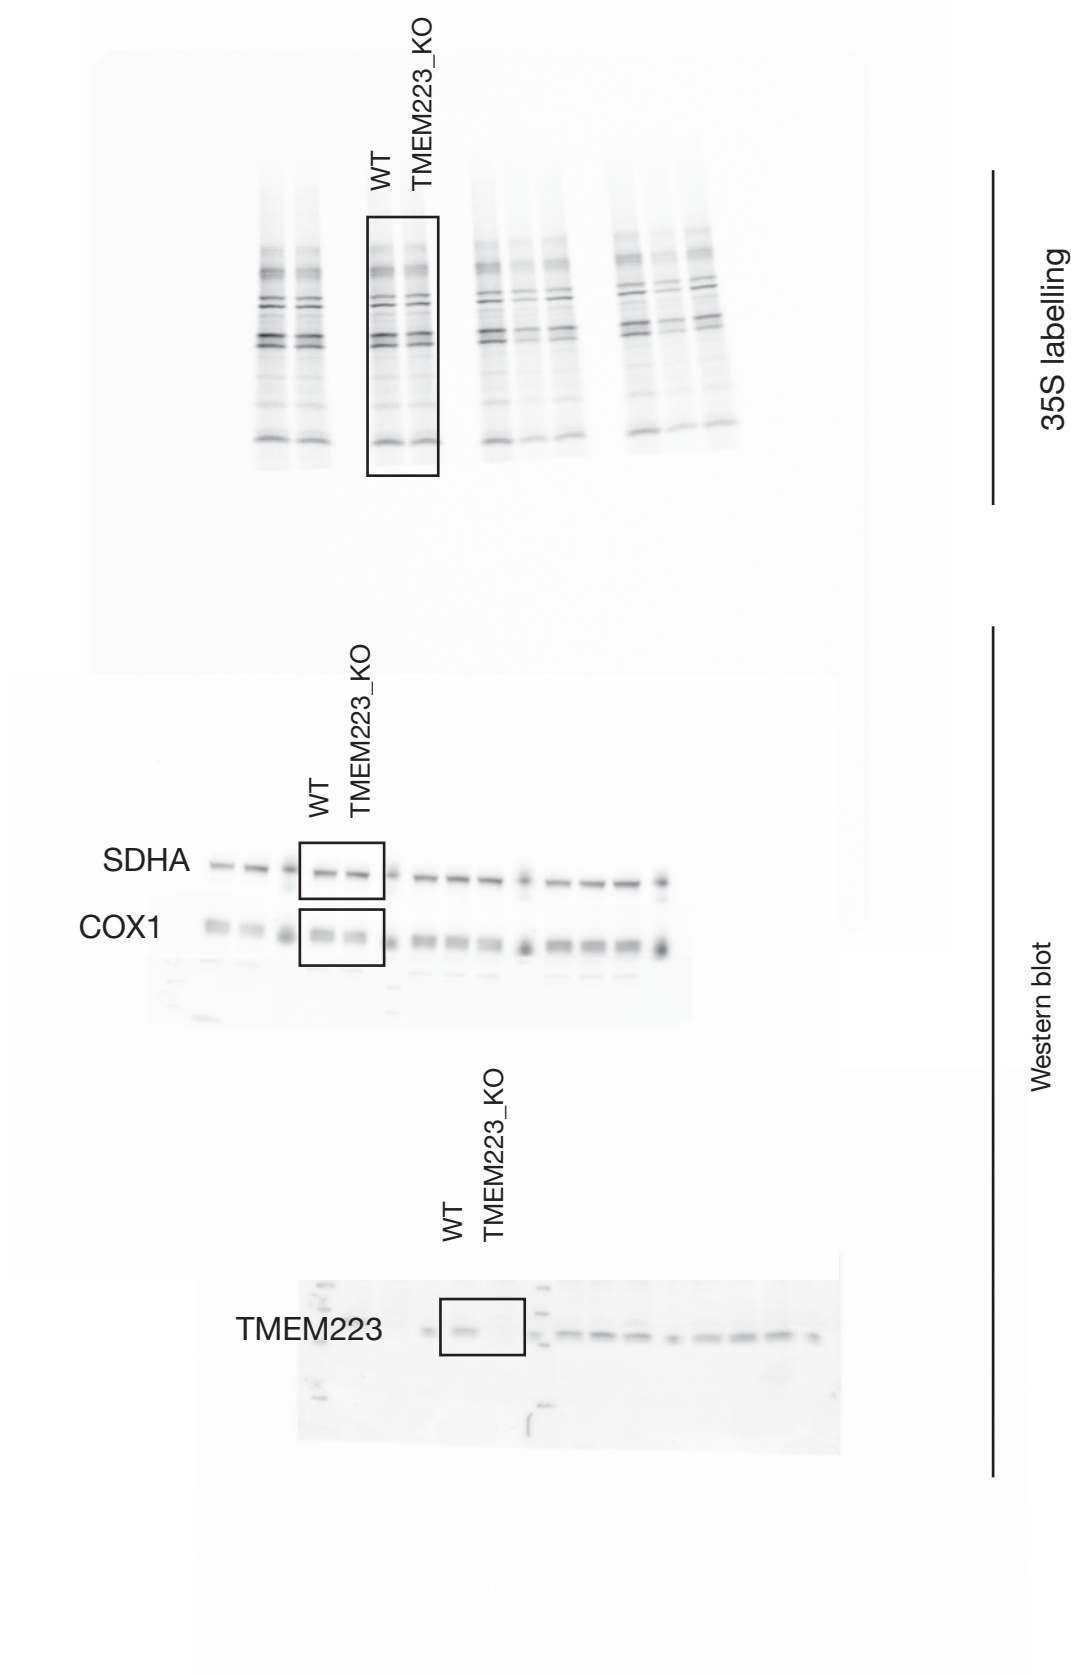 WT
TMEM223_KO
35S labelling
WT
TMEM223_KO
SDHA
COX1
Western blot
WT
TMEM223_KO
TMEM223